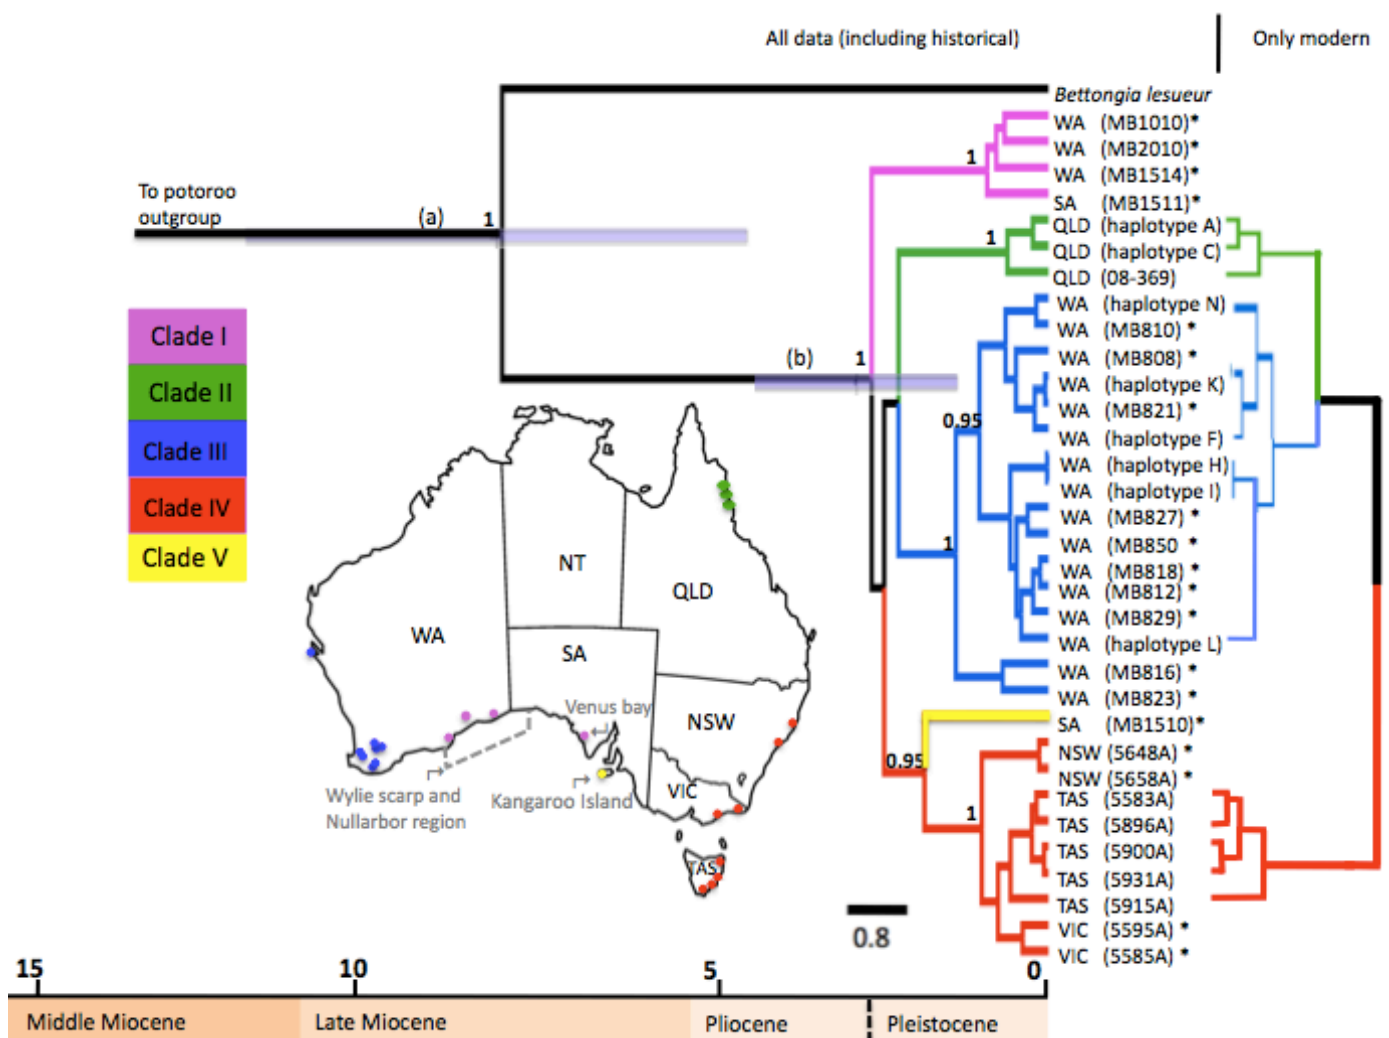 All data (including historical)
Only modern
Bettongia lesueur
WA (MB1010)*
WA (MB2010)*
WA (MB1514)*
SA (MB1511)*
QLD (haplotype A)
QLD (haplotype C)
QLD (08-369)
WA (haplotype N)
WA (MB810) *
WA (MB808) *
WA (haplotype K)
WA (MB821) *
WA (haplotype F)
WA (haplotype H)
WA (haplotype I)
WA (MB827) *
WA (MB850 *
WA (MB818) *
WA (MB812) *
WA (MB829) *
WA (haplotype L)
WA (MB816) *
WA (MB823) *
SA (MB1510)*
NSW (5648A) *
NSW (5658A) *
TAS (5583A)
TAS (5896A)
TAS (5900A)
TAS (5931A)
TAS (5915A)
VIC (5595A) *
VIC (5585A) *
To potoroo
outgroup
(a)
1
1
1
(b)
1
0.95
1
0.95
1
Clade I
Clade II
Clade III
Clade IV
Clade V
NT
QLD
WA
SA
NSW
VIC
TAS
Venus bay
Kangaroo Island
Wylie scarp and
Nullarbor region
0.8
15
10
5
0
Middle Miocene
Late Miocene
Pliocene
Pleistocene